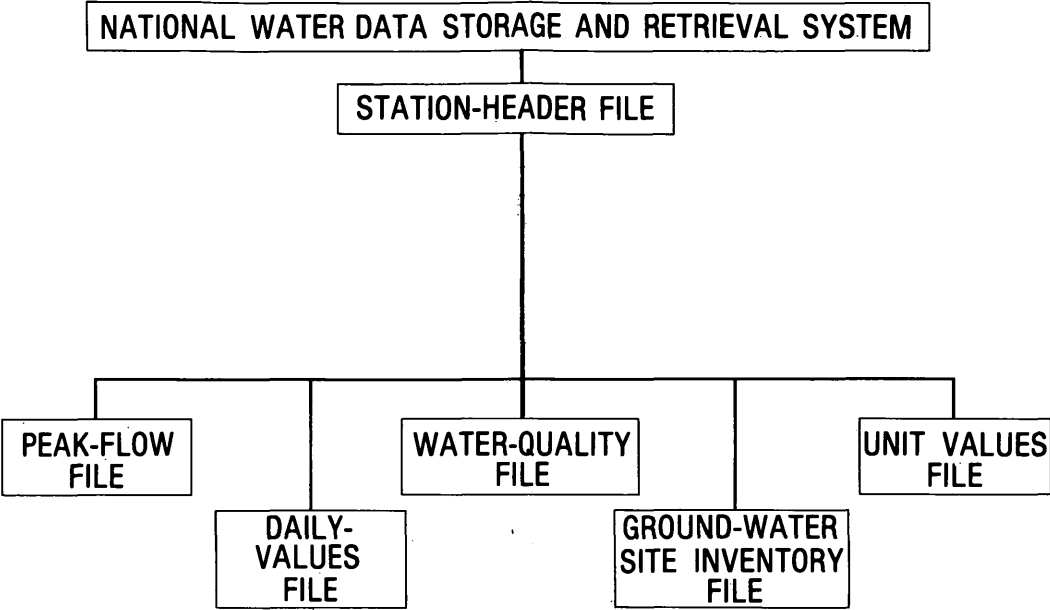 NATIONAL WATER DATA STORAGE AND RETRIEVAL SYSTEM
STATION-HEADER FILE
PEAK-FLOW
FILE
DAILY-
VALUES
FILE
WATER-QUALITY
FILE
GROUND-WATER
SITE INVENTORY
FILE
UNIT VALUES
FILE